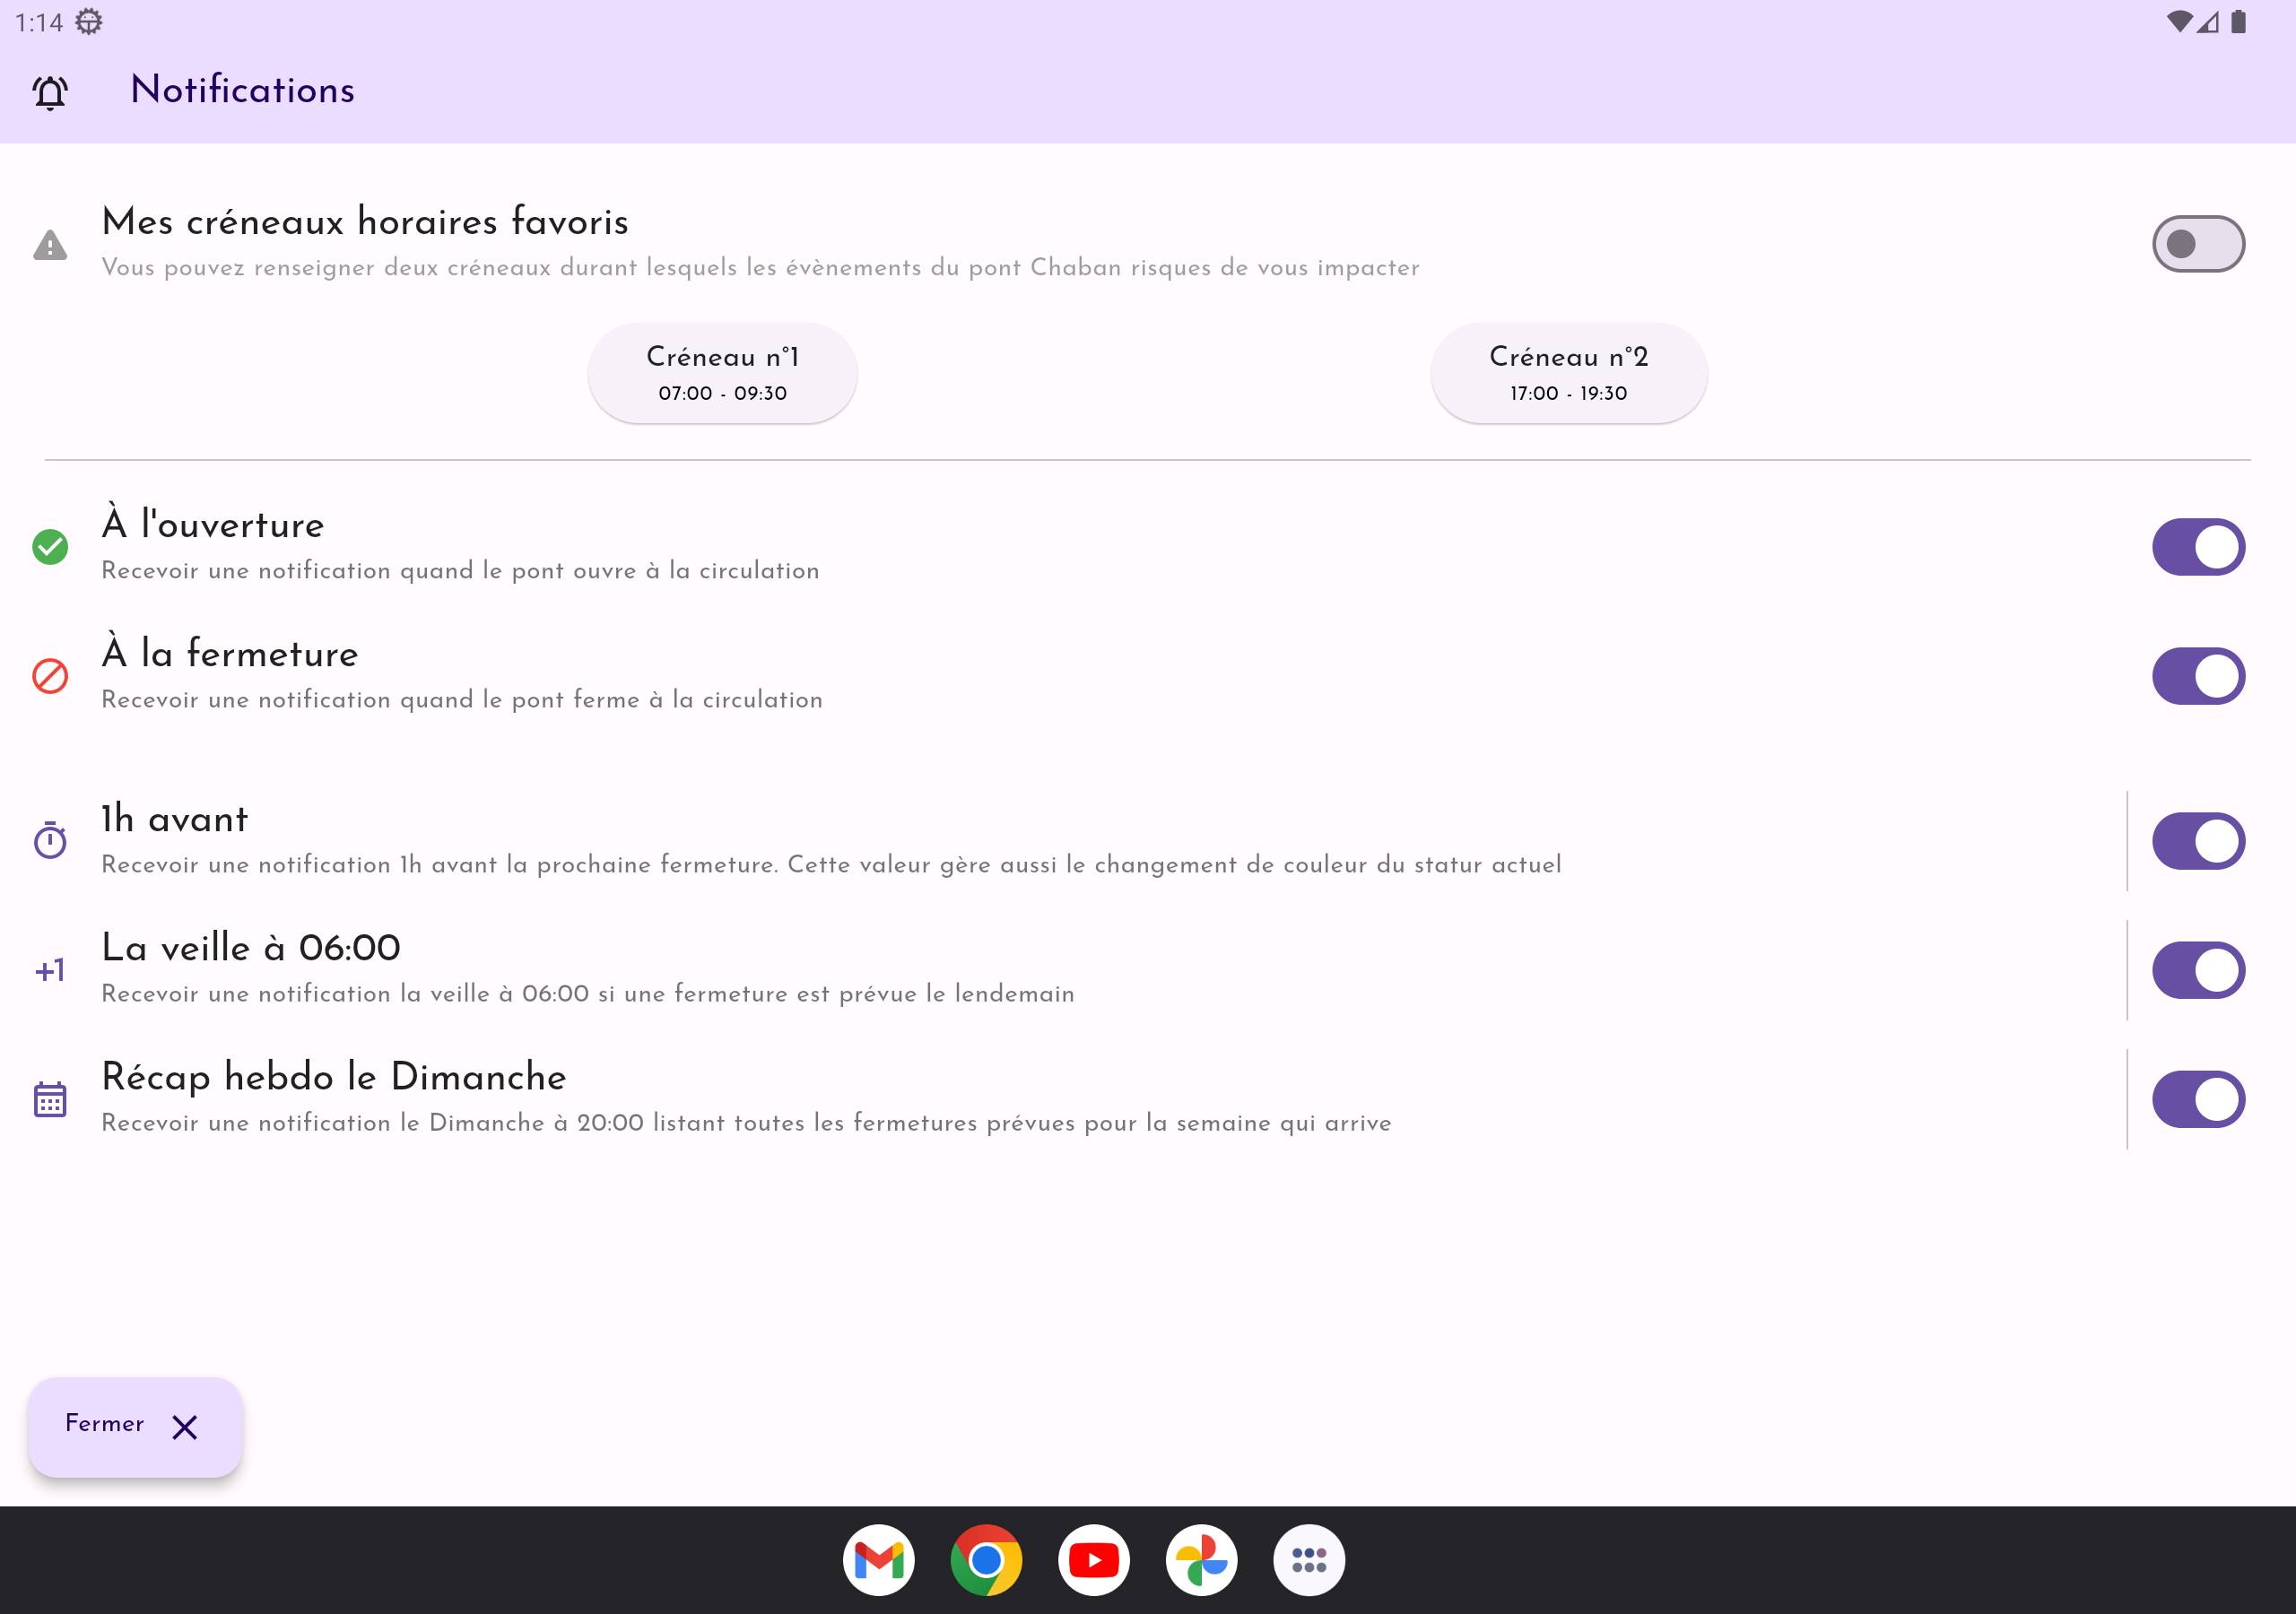 1:14
Notifications
Mes créneaux horaires favoris
Vous pouvez renseigner deux créneaux durant lesquels les évènements du pont Chaban risques de vous impacter
Créneau n°1
07:00 - 09:30
Créneau n°2
17:00 - 19:30
À l'ouverture
Recevoir une notification quand le pont ouvre à la circulation
À la fermeture
Recevoir une notification quand le pont ferme à la circulation
1h avant
Recevoir une notification 1h avant la prochaine fermeture. Cette valeur gère aussi le changement de couleur du statur actuel
+1
La veille à 06:00
Recevoir une notification la veille à 06:00 si une fermeture est prévue le lendemain
Récap hebdo le Dimanche
Recevoir une notification le Dimanche à 20:00 listant toutes les fermetures prévues pour la semaine qui arrive
Fermer